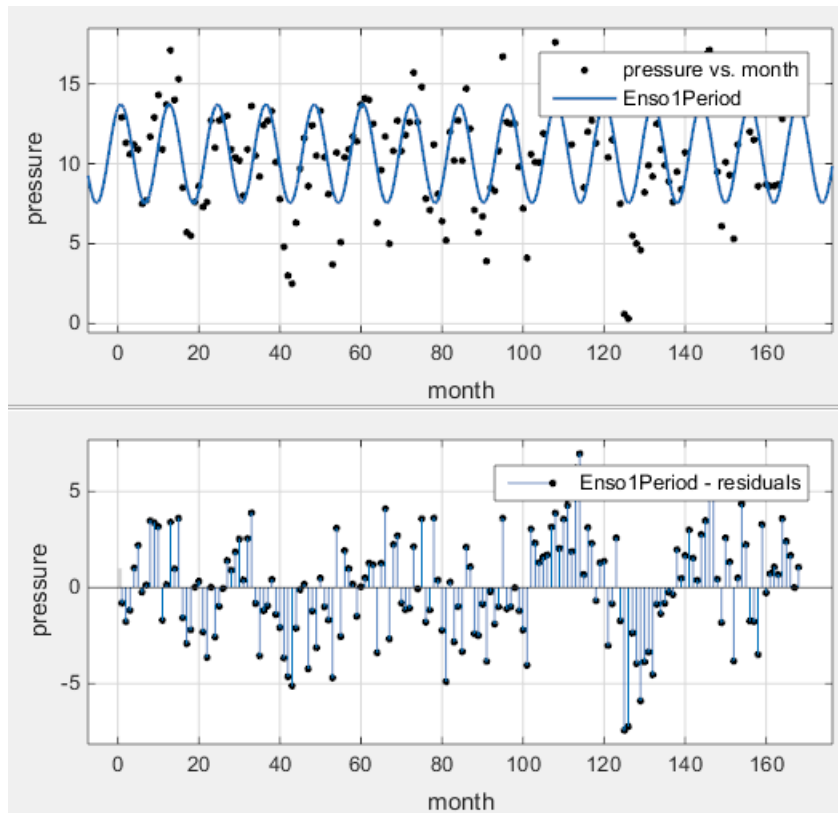 pressure
15
10
5
0
pressure vs. month
Enso1Period
0 20 40 60 80 100 120 140 160
month
pressure
5
0
-5
Enso1Period - residuals
0 20 40 60 80 100 120 140 160
month